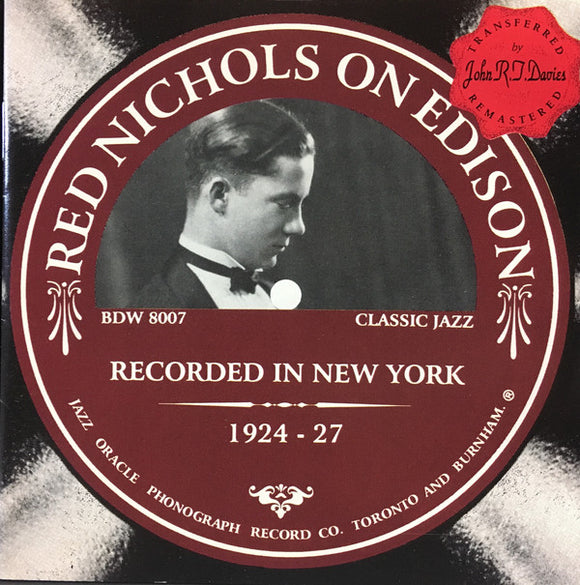 RED NICHOLS ON EDISON
TRANSFERRED
by
John R.T. Davies
REMASTERED
BDW 8007
CLASSIC JAZZ
RECORDED IN NEW YORK
1924 - 27
JAZZ ORACLE PHONOGRAPH RECORD CO. TORONTO AND BURNHAM.®